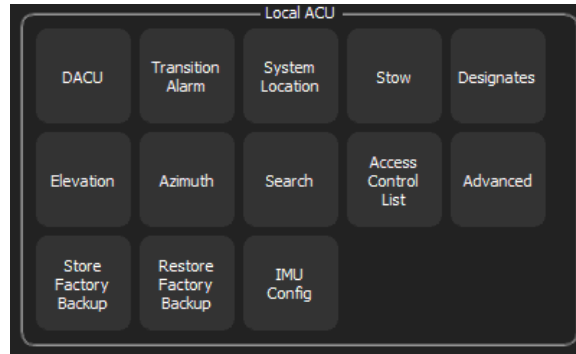 Local ACU
DACU
Transition
Alarm
System
Location
Stow
Designates
Elevation
Azimuth
Search
Access
Control
List
Advanced
Store
Factory
Backup
Restore
Factory
Backup
IMU
Config